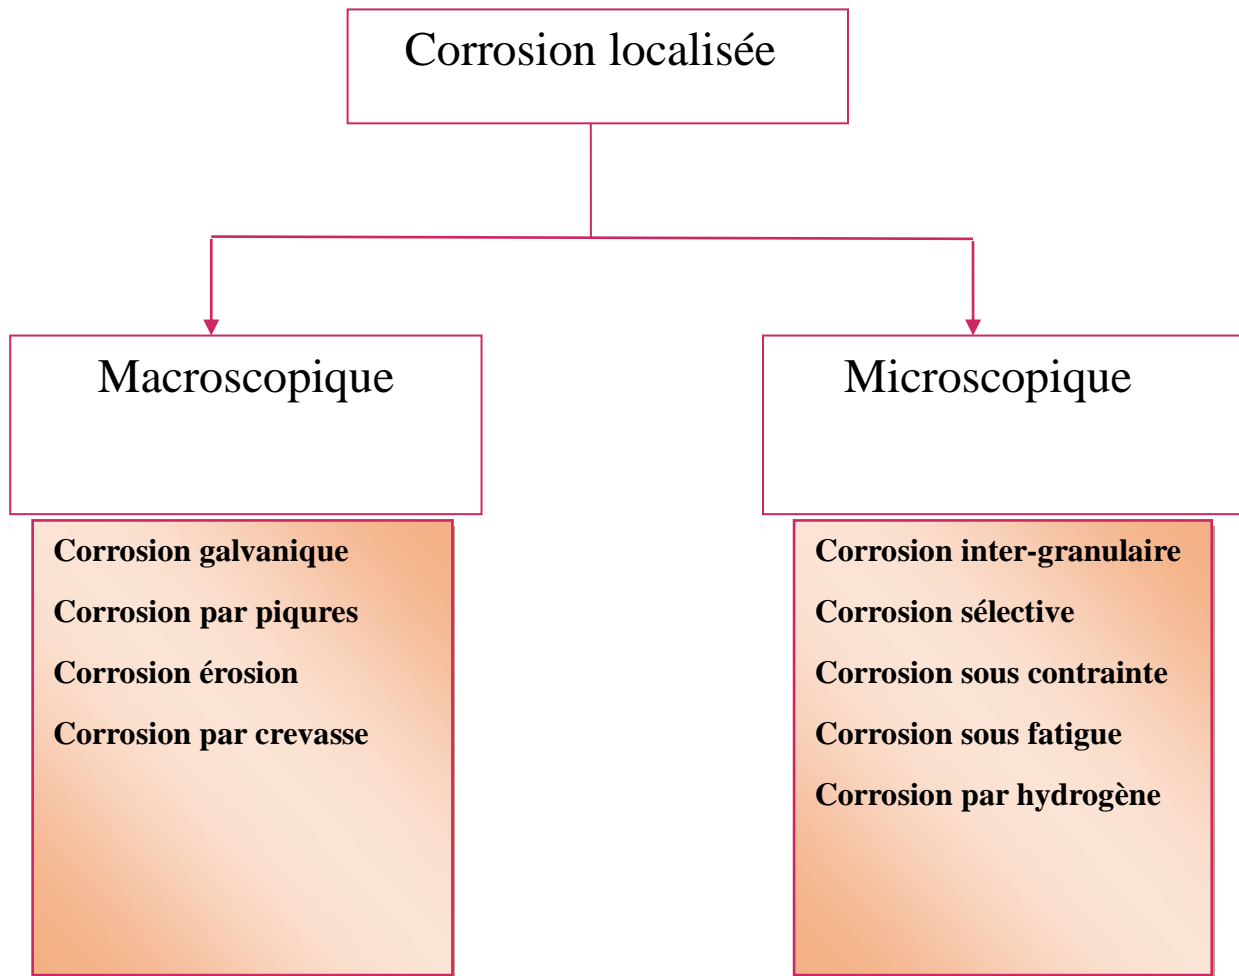 Corrosion localisée
Macroscopique
Corrosion galvanique
Corrosion par piqures
Corrosion érosion
Corrosion par crevasse
Microscopique
Corrosion inter-granulaire
Corrosion sélective
Corrosion sous contrainte
Corrosion sous fatigue
Corrosion par hydrogène